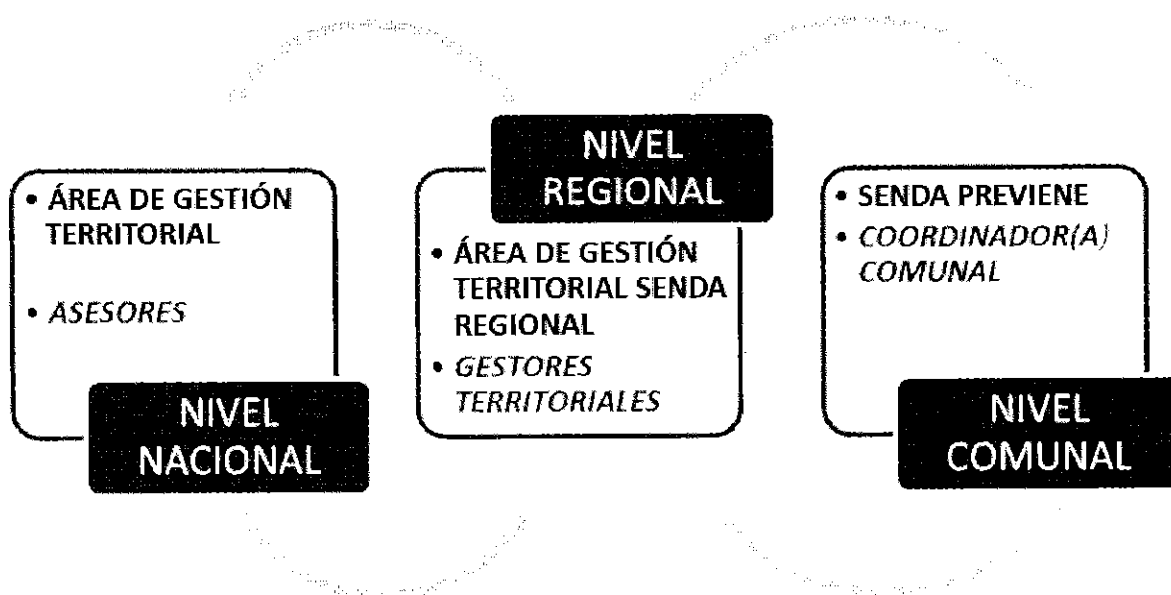 • ÁREA DE GESTIÓN
TERRITORIAL
• ASESORES
NIVEL
NACIONAL
NIVEL
REGIONAL
• ÁREA DE GESTIÓN
TERRITORIAL SENDA
REGIONAL
• GESTORES
TERRITORIALES
• SENDA PREVIENE
• COORDINADOR(A)
COMUNAL
NIVEL
COMUNAL